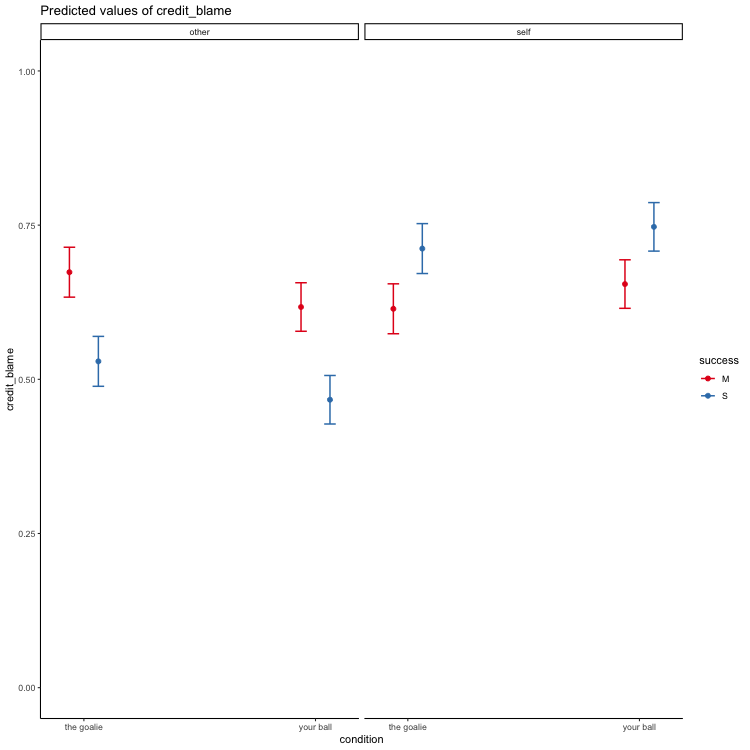 Predicted values of credit_blame
other
self
1.00
0.75
0.50
0.25
0.00
credit_blame
the goalie
your ball
the goalie
your ball
condition
success
M
S